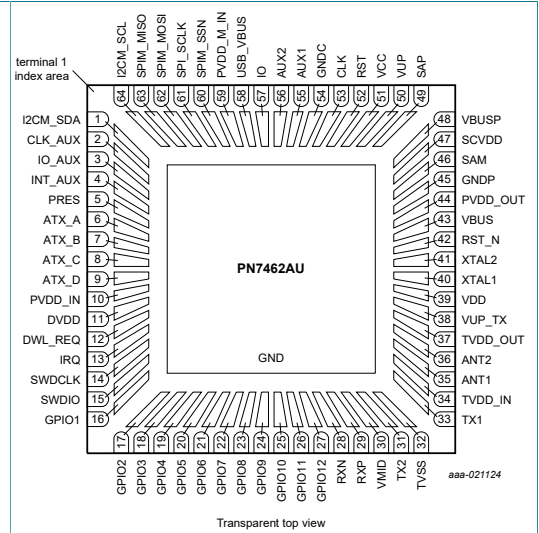 terminal 1
index area
64 I2CM_SCL
63 SPIM_MISO
62 SPIM_MOSI
61 SPI_SCLK
60 SPIM_SSN
59 PVDD_M_IN
58 USB_VBUS
57 IO
56 AUX2
55 AUX1
54 GNDC
53 CLK
52 RST
51 VCC
50 VUP
49 SAP
I2CM_SDA 1
CLK_AUX 2
IO_AUX 3
INT_AUX 4
PRES 5
ATX_A 6
ATX_B 7
ATX_C 8
ATX_D 9
PVDD_IN 10
DVDD 11
DWL_REQ 12
IRQ 13
SWDCLK 14
SWDIO 15
GPIO1 16
PN7462AU
GND
48 VBUSP
47 SCVDD
46 SAM
45 GNDP
44 PVDD_OUT
43 VBUS
42 RST_N
41 XTAL2
40 XTAL1
39 VDD
38 VUP_TX
37 TVDD_OUT
36 ANT2
35 ANT1
34 TVDD_IN
33 TX1
GPIO2 17
GPIO3 18
GPIO4 19
GPIO5 20
GPIO6 21
GPIO7 22
GPIO8 23
GPIO9 24
GPIO10 25
GPIO11 26
GPIO12 27
RXN 28
RXP 29
VMID 30
TX2 31
TVSS 32
aaa-021124
Transparent top view